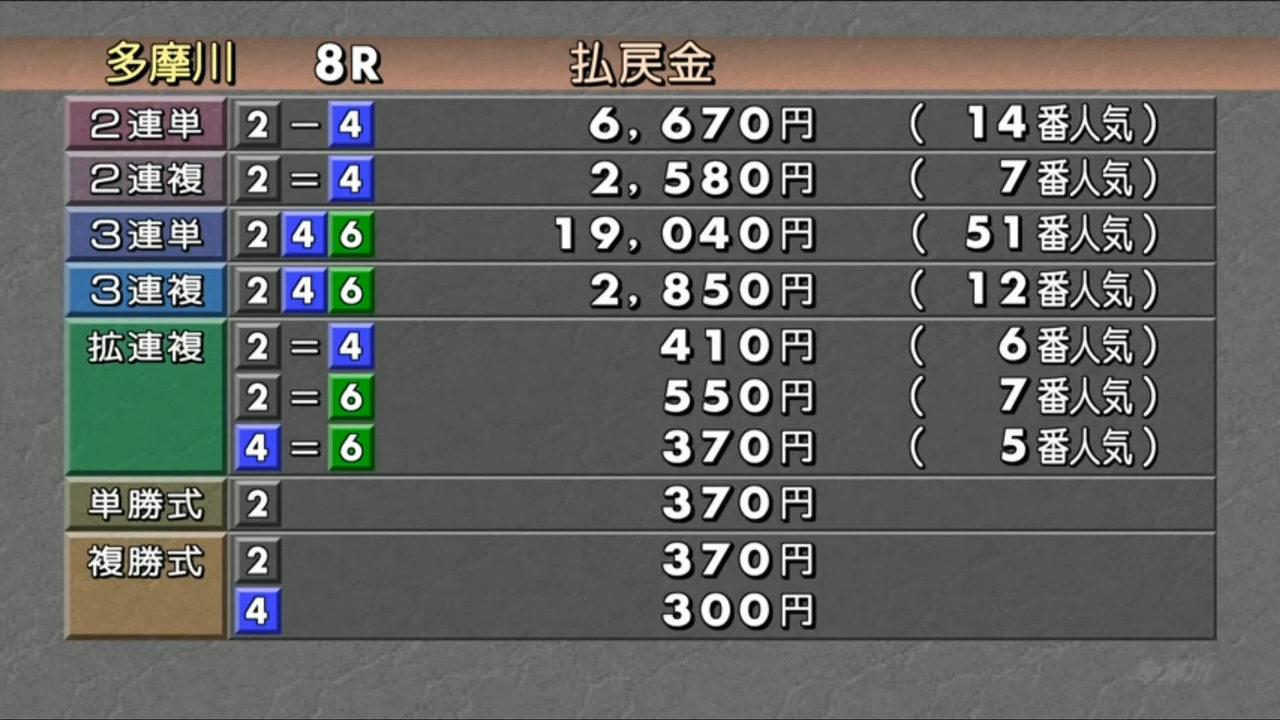 多摩川 8R 払戻金
2連単 2 - 4 6,670円 ( 14番人気 )
2連複 2 = 4 2,580円 ( 7番人気 )
3連単 2 4 6 19,040円 ( 51番人気 )
3連複 2 4 6 2,850円 ( 12番人気 )
拡連複 2 = 4 410円 ( 6番人気 )
2 = 6 550円 ( 7番人気 )
4 = 6 370円 ( 5番人気 )
単勝式 2 370円
複勝式 2 370円
4 300円